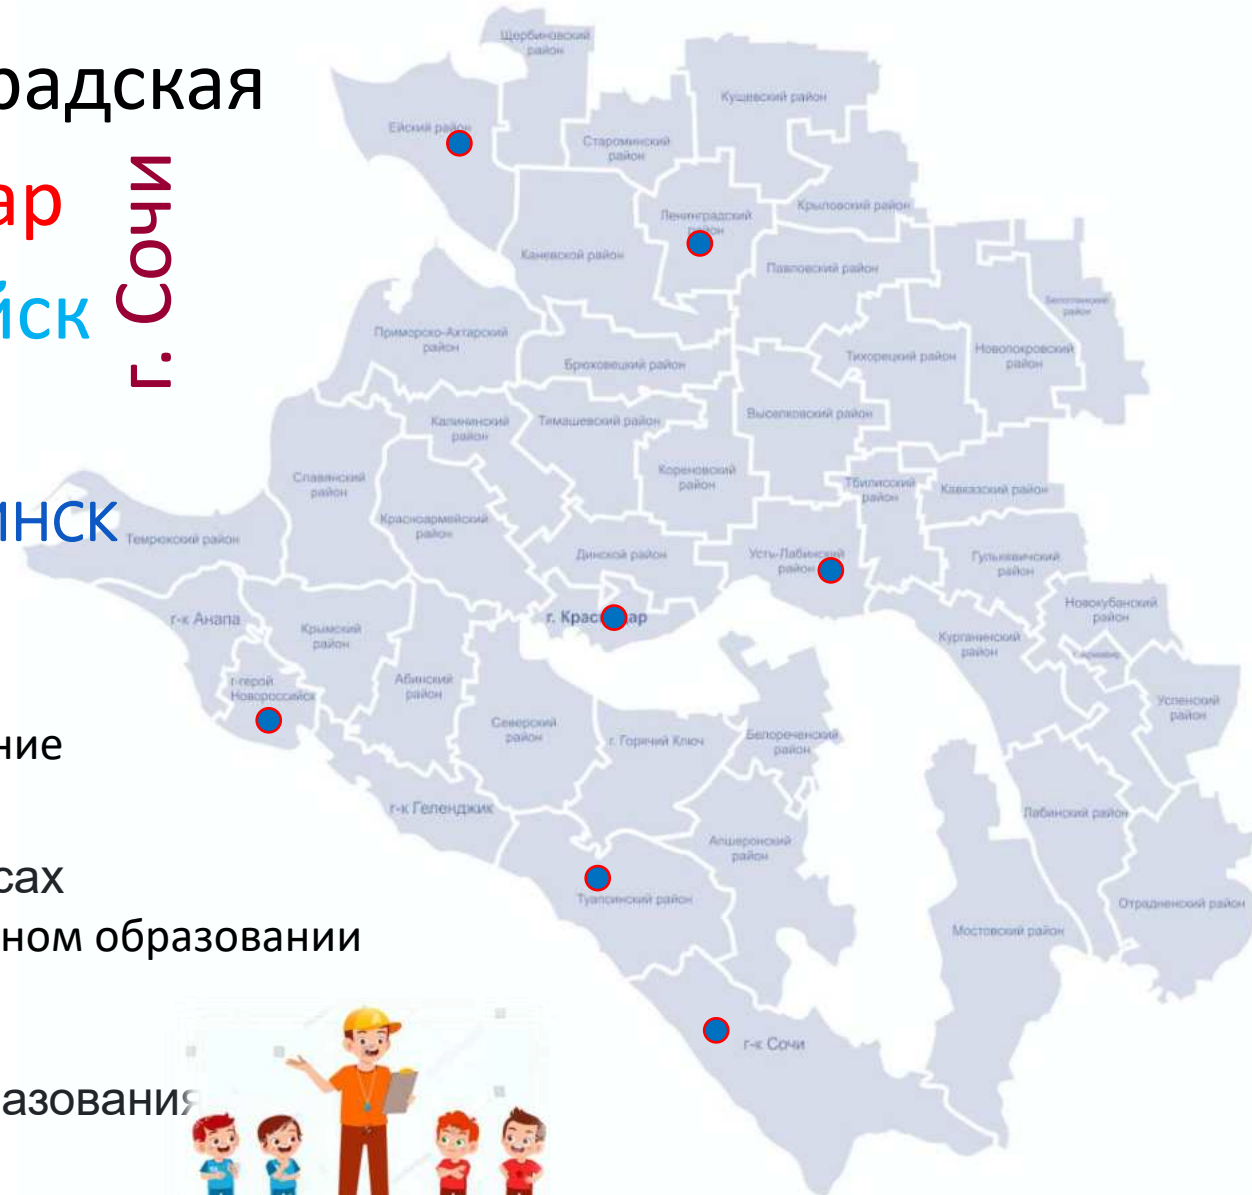 радская
ар
г. Сочи
йск
инск
ние
сах
ном образовании
азования
Щербиновский
район
Ейский район
Староминский
район
Кущевский район
Ленинградский
район
Крыловский район
Каневской район
Павловский район
Белоглинский
район
Приморско-Ахтарский
район
Брюховецкий район
Тихорецкий район
Новопокровский
район
Калининский
район
Тимашевский район
Выселковский район
Славянский
район
Кореновский
район
Тбилисский
район
Кавказский район
Красноармейский
район
Темрюкский район
Динской район
Усть-Лабинский
район
Гулькевичский
район
г-к Анапа
Крымский
район
г. Красндар
Новокубанский
район
Курганинский
район
г-герой
Новороссийск
Абинский
район
Северский
район
г. Горячий Ключ
Белореченский
район
Успенский
район
г-к Геленджик
Апшеронский
район
Лабинский район
Туапсинский район
Мостовский район
Отрадненский район
г-к Сочи